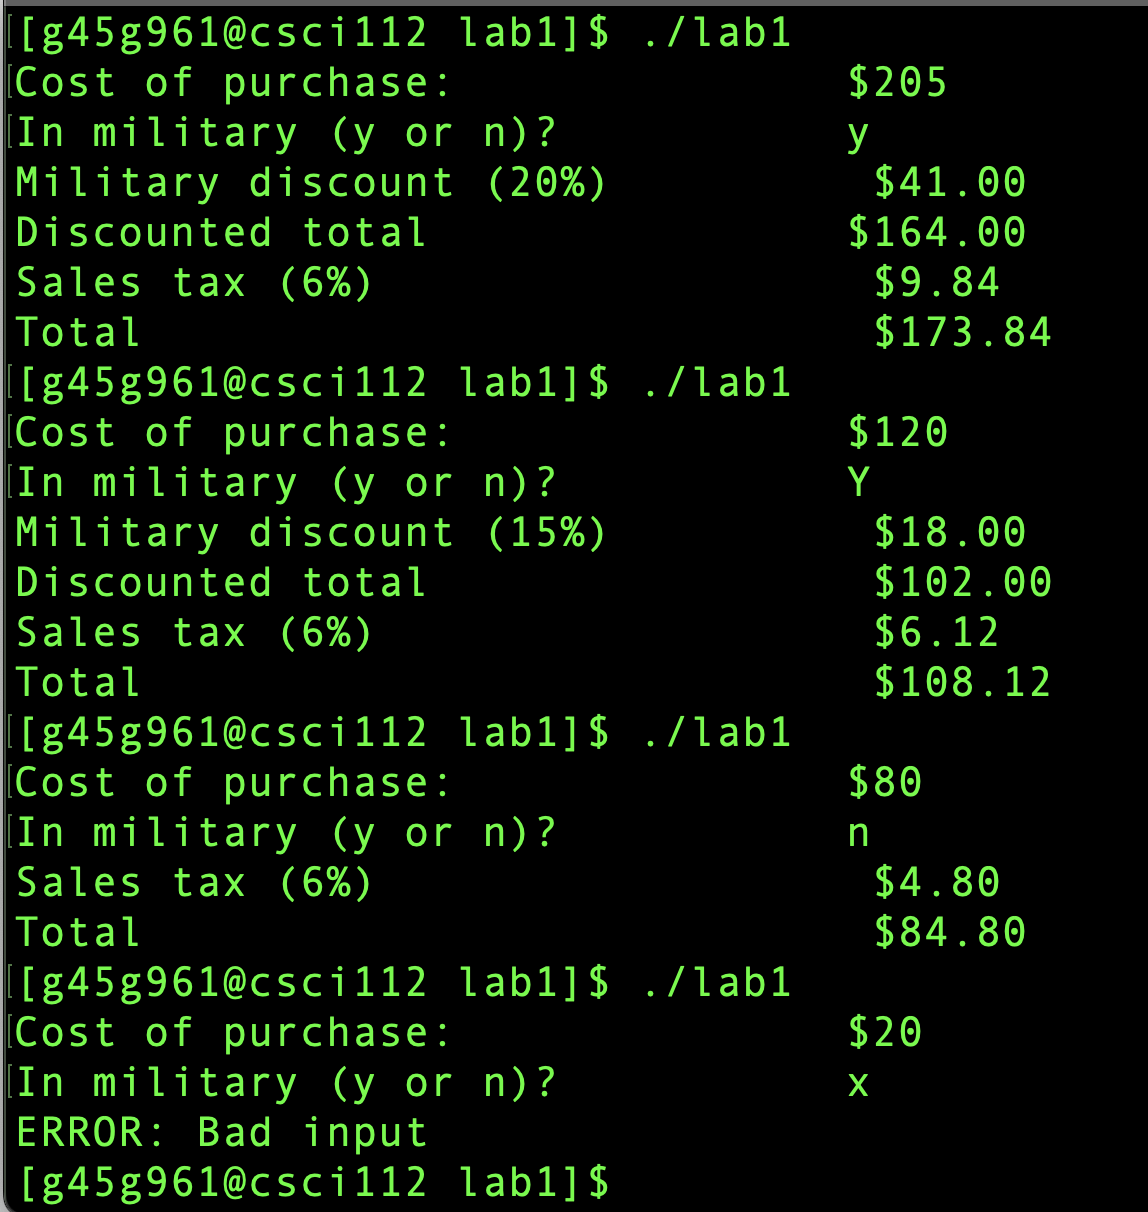 [g45g961@csci112 lab1]$ ./lab1
Cost of purchase:                $205
In military (y or n)?            y
Military discount (20%)           $41.00
Discounted total                 $164.00
Sales tax (6%)                    $9.84
Total                             $173.84
[g45g961@csci112 lab1]$ ./lab1
Cost of purchase:                $120
In military (y or n)?            Y
Military discount (15%)           $18.00
Discounted total                  $102.00
Sales tax (6%)                    $6.12
Total                             $108.12
[g45g961@csci112 lab1]$ ./lab1
Cost of purchase:                $80
In military (y or n)?            n
Sales tax (6%)                    $4.80
Total                             $84.80
[g45g961@csci112 lab1]$ ./lab1
Cost of purchase:                $20
In military (y or n)?            x
ERROR: Bad input
[g45g961@csci112 lab1]$